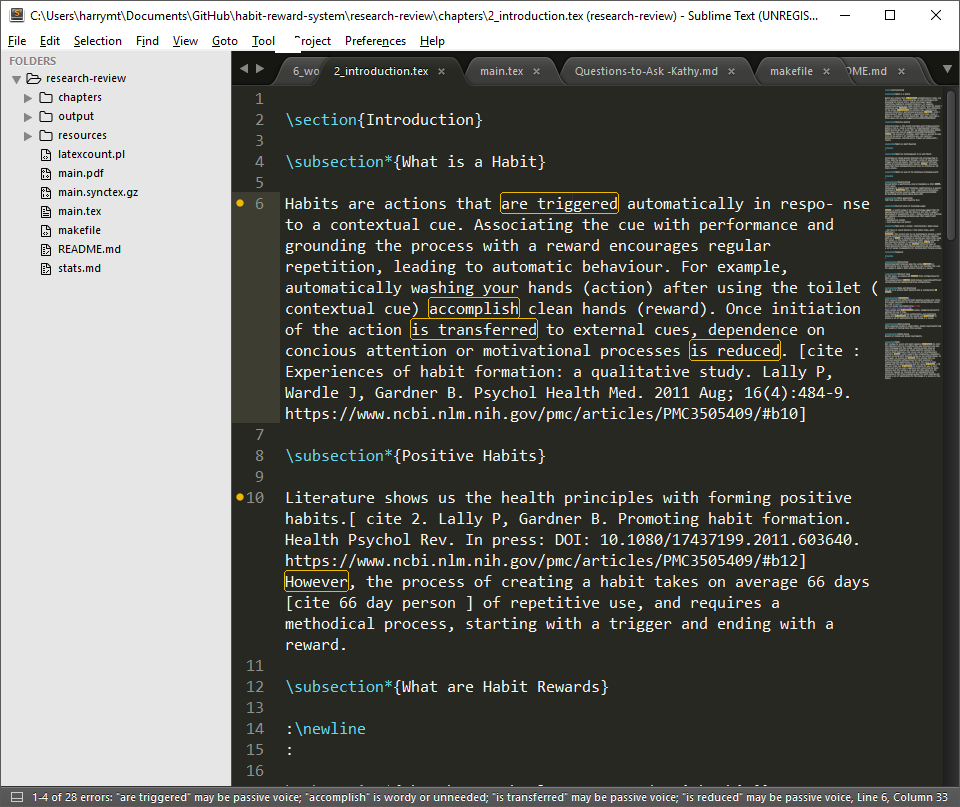 C:\Users\harrymt\Documents\GitHub\habit-reward-system\research-review\chapters\2_introduction.tex (research-review) - Sublime Text (UNREGIS...
File Edit Selection Find View Goto Tool Project Preferences Help
FOLDERS
research-review
chapters
output
resources
latexcount.pl
main.pdf
main.synctex.gz
main.tex
makefile
README.md
stats.md
6_wo 2_introduction.tex × main.tex × Questions-to-Ask -Kathy.md × makefile × OME.md ×
1
2 \section{Introduction}
3
4 \subsection*{What is a Habit}
5
6 Habits are actions that are triggered automatically in respo- nse
to a contextual cue. Associating the cue with performance and
grounding the process with a reward encourages regular
repetition, leading to automatic behaviour. For example,
automatically washing your hands (action) after using the toilet (
contextual cue) accomplish clean hands (reward). Once initiation
of the action is transferred to external cues, dependence on
concious attention or motivational processes is reduced. [cite :
Experiences of habit formation: a qualitative study. Lally P,
Wardle J, Gardner B. Psychol Health Med. 2011 Aug; 16(4):484-9.
https://www.ncbi.nlm.nih.gov/pmc/articles/PMC3505409/#b10]
7
8 \subsection*{Positive Habits}
9
10 Literature shows us the health principles with forming positive
habits.[ cite 2. Lally P, Gardner B. Promoting habit formation.
Health Psychol Rev. In press: DOI: 10.1080/17437199.2011.603640.
https://www.ncbi.nlm.nih.gov/pmc/articles/PMC3505409/#b12]
However, the process of creating a habit takes on average 66 days
[cite 66 day person ] of repetitive use, and requires a
methodical process, starting with a trigger and ending with a
reward.
11
12 \subsection*{What are Habit Rewards}
13
14 :\newline
15 :
16
1-4 of 28 errors: "are triggered" may be passive voice; "accomplish" is wordy or unneeded; "is transferred" may be passive voice; "is reduced" may be passive voice, Line 6, Column 33